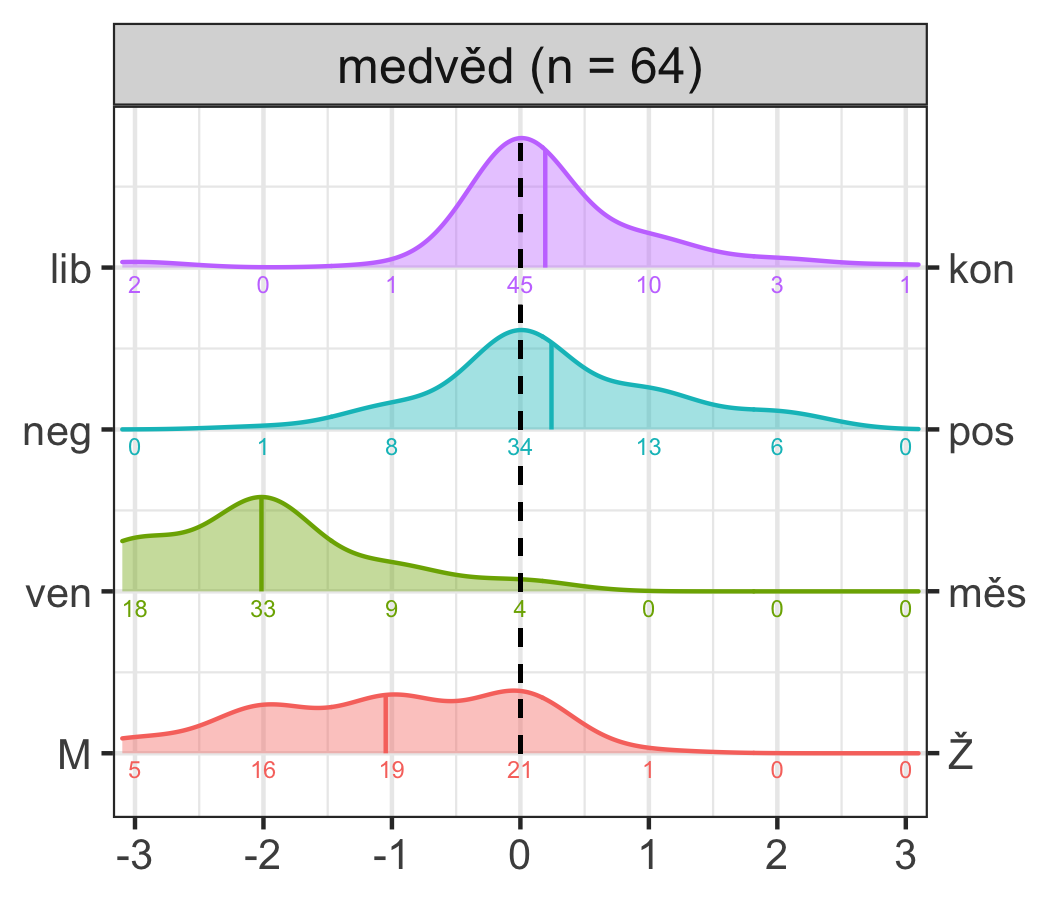 medvěd (n = 64)
lib kon
2 0 1 45 10 3 1
neg pos
0 1 8 34 13 6 0
ven měs
18 33 9 4 0 0 0
M Ž
5 16 19 21 1 0 0
-3 -2 -1 0 1 2 3